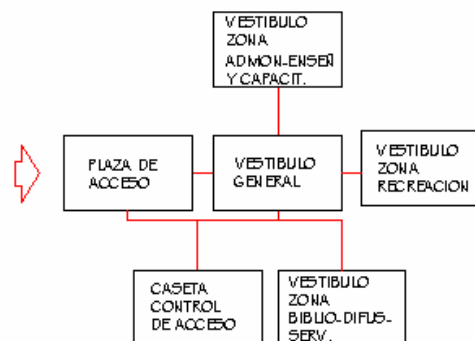 VESTIBULO
ZONA
ADMON-ENSEÑ
Y CAPACIT.
PLAZA DE
ACCESO
VESTIBULO
GENERAL
VESTIBULO
ZONA
RECREACION
CASETA
CONTROL
DE ACCESO
VESTIBULO
ZONA
BIBLIO-DIFUS-
SERV.